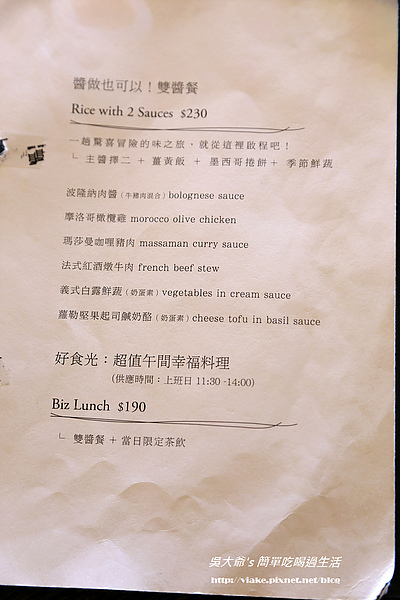 醬做也可以！雙醬餐
Rice with 2 Sauces $230
一趟驚喜冒險的味之旅，就從這裡啟程吧！
ㄴ 主醬擇二 + 薑黃飯 + 墨西哥捲餅 + 季節鮮蔬
波隆納肉醬 (牛豬肉混合) bolognese sauce
摩洛哥橄欖雞 morocco olive chicken
瑪莎曼咖哩豬肉 massaman curry sauce
法式紅酒燉牛肉 french beef stew
義式白露鮮蔬 (奶蛋素) vegetables in cream sauce
蘿勒堅果起司鹹奶酪 (奶蛋素) cheese tofu in basil sauce
好食光：超值午間幸福料理
(供應時間：上班日 11:30 -14:00)
Biz Lunch $190
ㄴ 雙醬餐 + 當日限定茶飲
吳大爺's 簡單吃喝過生活
http://viake.pixnet.net/blog